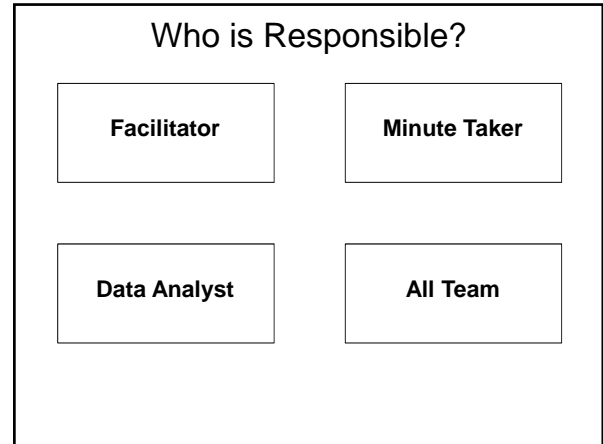 Who is Responsible?
Facilitator
Minute Taker
Data Analyst
All Team